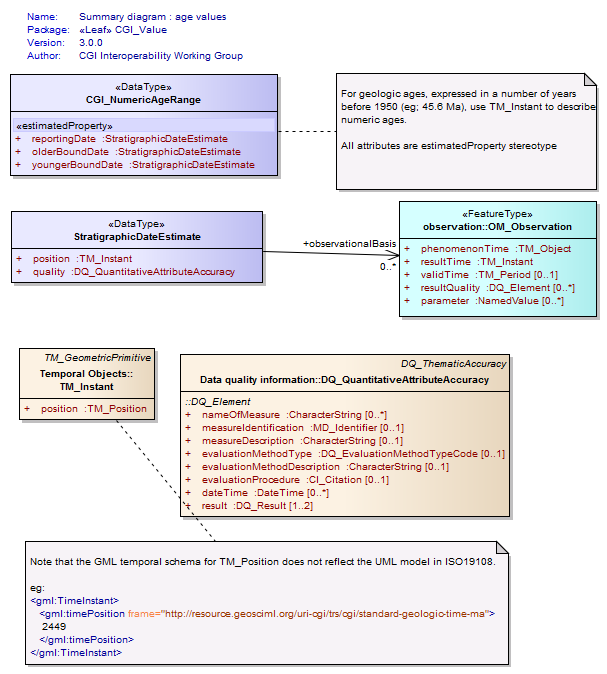 Name: Summary diagram : age values
Package: «Leaf» CGI_Value
Version: 3.0.0
Author: CGI Interoperability Working Group
«DataType»
CGI_NumericAgeRange
«estimatedProperty»
+ reportingDate :StratigraphicDateEstimate
+ olderBoundDate :StratigraphicDateEstimate
+ youngerBoundDate :StratigraphicDateEstimate
For geologic ages, expressed in a number of years
before 1950 (eg; 45.6 Ma), use TM_Instant to describe
numeric ages.
All attributes are estimatedProperty stereotype
«DataType»
StratigraphicDateEstimate
+ position :TM_Instant
+ quality :DQ_QuantitativeAttributeAccuracy
+observationalBasis
0..*
«FeatureType»
observation::OM_Observation
+ phenomenonTime :TM_Object
+ resultTime :TM_Instant
+ validTime :TM_Period [0..1]
+ resultQuality :DQ_Element [0..*]
+ parameter :NamedValue [0..*]
TM_GeometricPrimitive
Temporal Objects::
TM_Instant
+ position :TM_Position
DQ_ThematicAccuracy
Data quality information::DQ_QuantitativeAttributeAccuracy
::DQ_Element
+ nameOfMeasure :CharacterString [0..*]
+ measureIdentification :MD_Identifier [0..1]
+ measureDescription :CharacterString [0..1]
+ evaluationMethodType :DQ_EvaluationMethodTypeCode [0..1]
+ evaluationMethodDescription :CharacterString [0..1]
+ evaluationProcedure :CI_Citation [0..1]
+ dateTime :DateTime [0..*]
+ result :DQ_Result [1..2]
Note that the GML temporal schema for TM_Position does not reflect the UML model in ISO19108.
eg:
<gml:TimeInstant>
<gml:timePosition frame="http://resource.geosciml.org/uri-cgi/trs/cgi/standard-geologic-time-ma">
2449
</gml:timePosition>
</gml:TimeInstant>